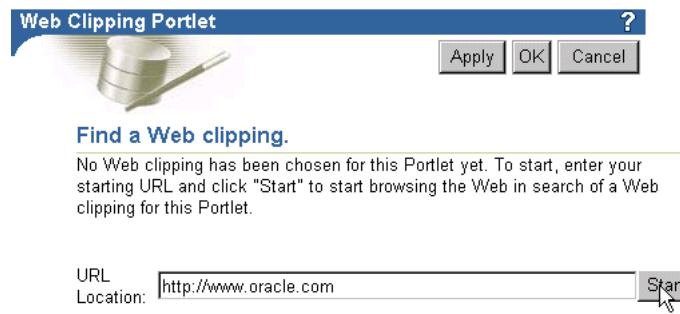 Web Clipping Portlet ?
Apply OK Cancel
Find a Web clipping.
No Web clipping has been chosen for this Portlet yet. To start, enter your
starting URL and click "Start" to start browsing the Web in search of a Web
clipping for this Portlet.
URL
Location: http://www.oracle.com